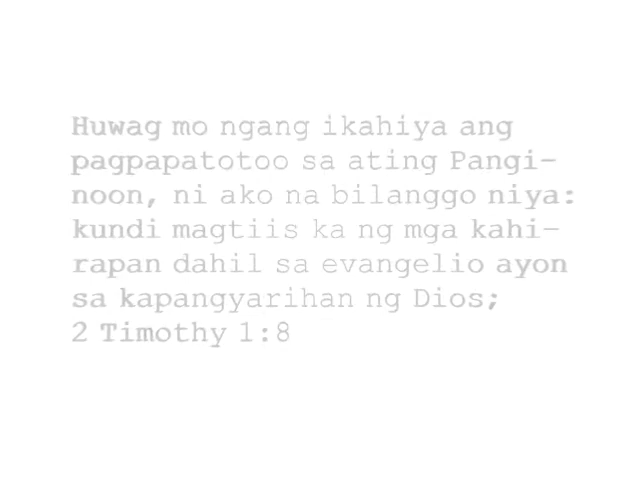 Huwag mo ngang ikahiya ang
pagpapatotoo sa ating Pangi-
noon, ni ako na bilanggo niya:
kundi magtiis ka ng mga kahi-
rapan dahil sa evangelio ayon
sa kapangyarihan ng Dios;
2 Timothy 1:8